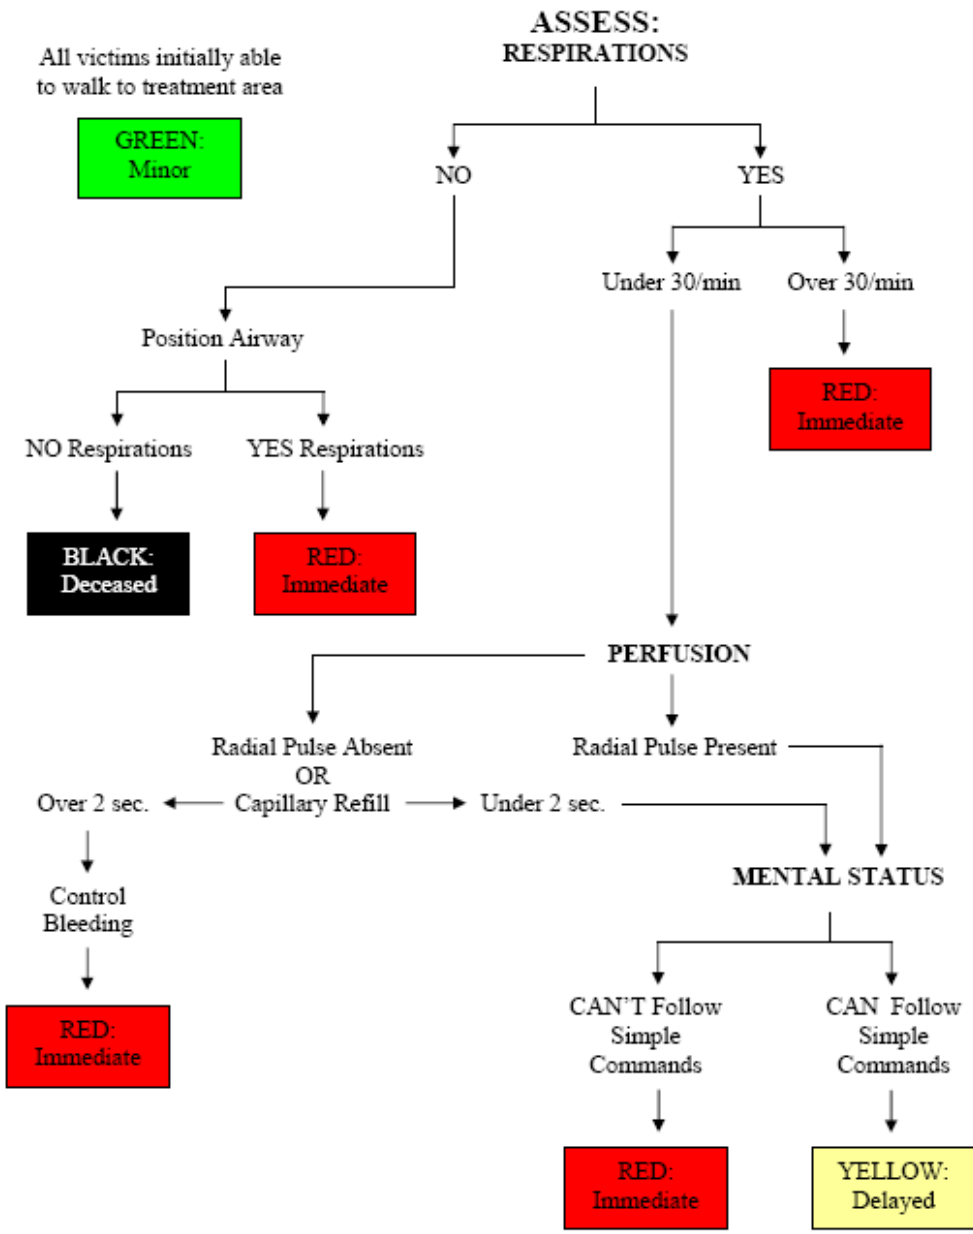 ASSESS:
RESPIRATIONS
All victims initially able
to walk to treatment area
GREEN:
Minor
NO
YES
Under 30/min
Over 30/min
Position Airway
RED:
Immediate
NO Respirations
YES Respirations
BLACK:
Deceased
RED:
Immediate
PERFUSION
Radial Pulse Absent
OR
Capillary Refill
Radial Pulse Present
Over 2 sec.
Under 2 sec.
Control
Bleeding
RED:
Immediate
MENTAL STATUS
CAN'T Follow
Simple
Commands
CAN Follow
Simple
Commands
RED:
Immediate
YELLOW:
Delayed